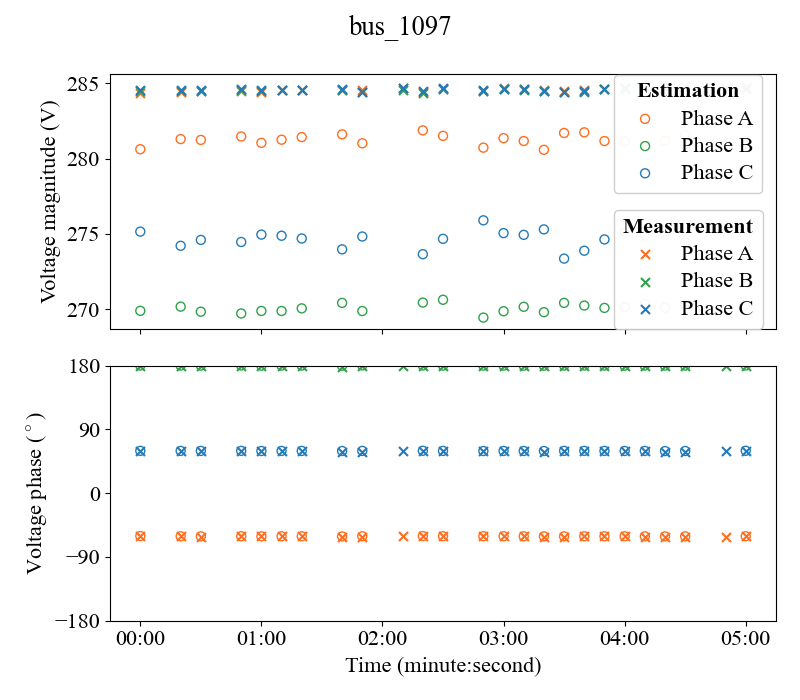 bus_1097
Voltage magnitude (V)
285
280
275
270
Estimation
Phase A
Phase B
Phase C
Measurement
Phase A
Phase B
Phase C
Voltage phase (°)
180
90
0
−90
−180
00:00 01:00 02:00 03:00 04:00 05:00
Time (minute:second)